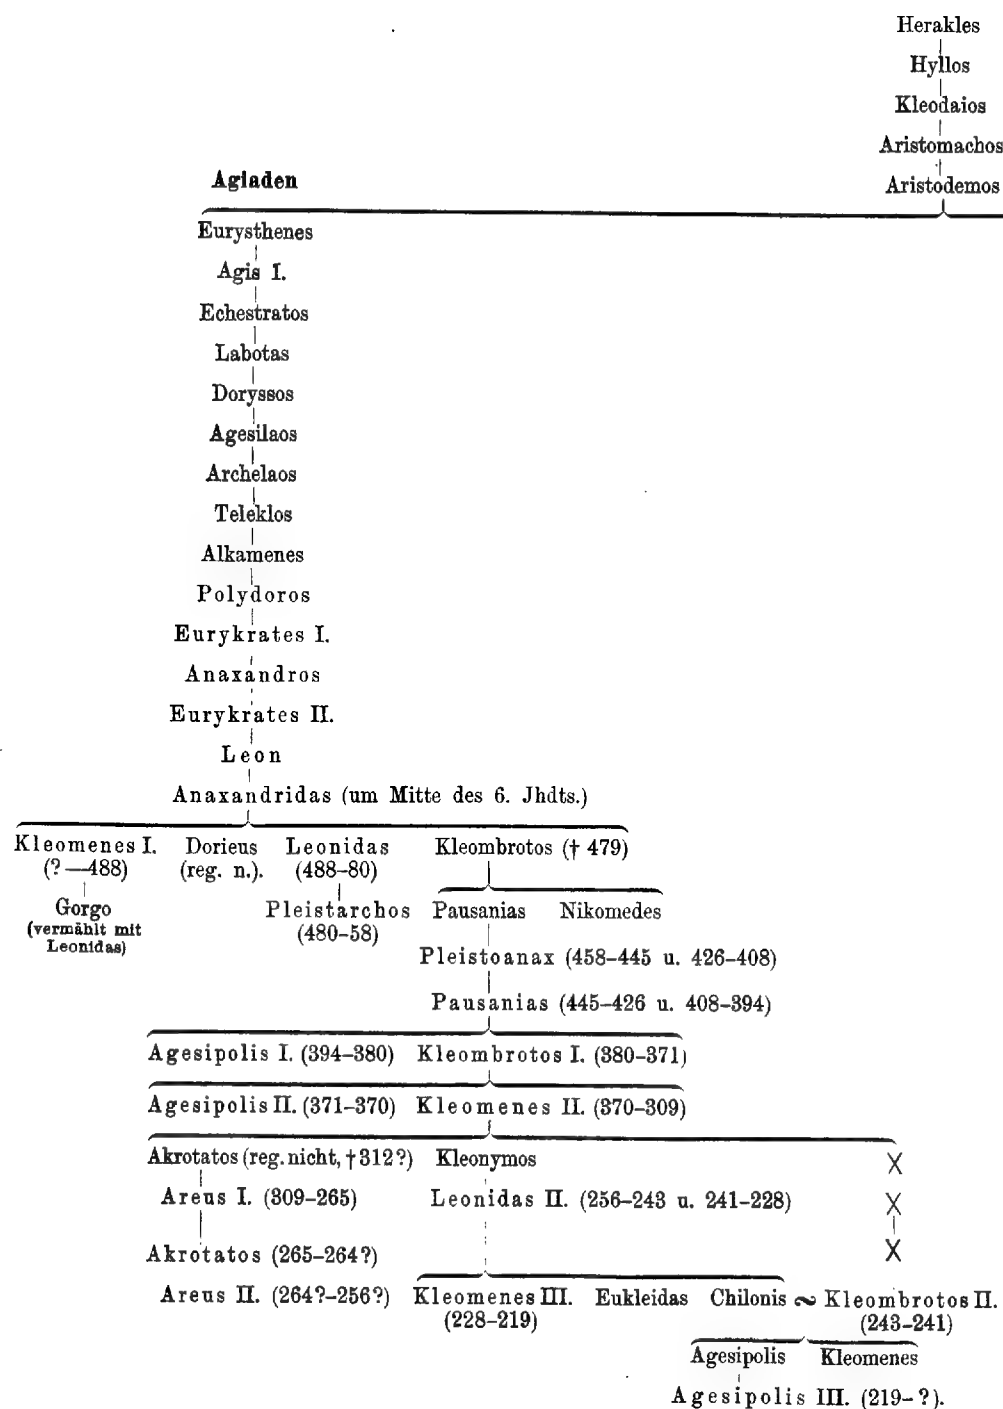 Herakles
Hyllos
Kleodaios
Aristomachos
Agiaden
Aristodemos
Eurysthenes
Agis I.
Echestratos
Labotas
Doryssos
Agesilaos
Archelaos
Teleklos
Alkamenes
Polydoros
Eurykrates I.
Anaxandros
Eurykrates II.
Leon
Anaxandridas (um Mitte des 6. Jhdts.)
Kleomenes I. Dorieus Leonidas Kleombrotos († 479)
(?—488) (reg. n.). (488–80)
Gorgo Pleistarchos Pausanias Nikomedes
(vermählt mit (480–58)
Leonidas)
Pleistoanax (458–445 u. 426–408)
Pausanias (445–426 u. 408–394)
Agesipolis I. (394–380) Kleombrotos I. (380–371)
Agesipolis II. (371–370) Kleomenes II. (370–309)
Akrotatos (reg. nicht, † 312?) Kleonymos X
Areus I. (309–265) Leonidas II. (256–243 u. 241–228) X
Akrotatos (265–264?) X
Areus II. (264?–256?) Kleomenes III. Eukleidas Chilonis ∾ Kleombrotos II.
(228–219) (243–241)
Agesipolis Kleomenes
Agesipolis III. (219–?).